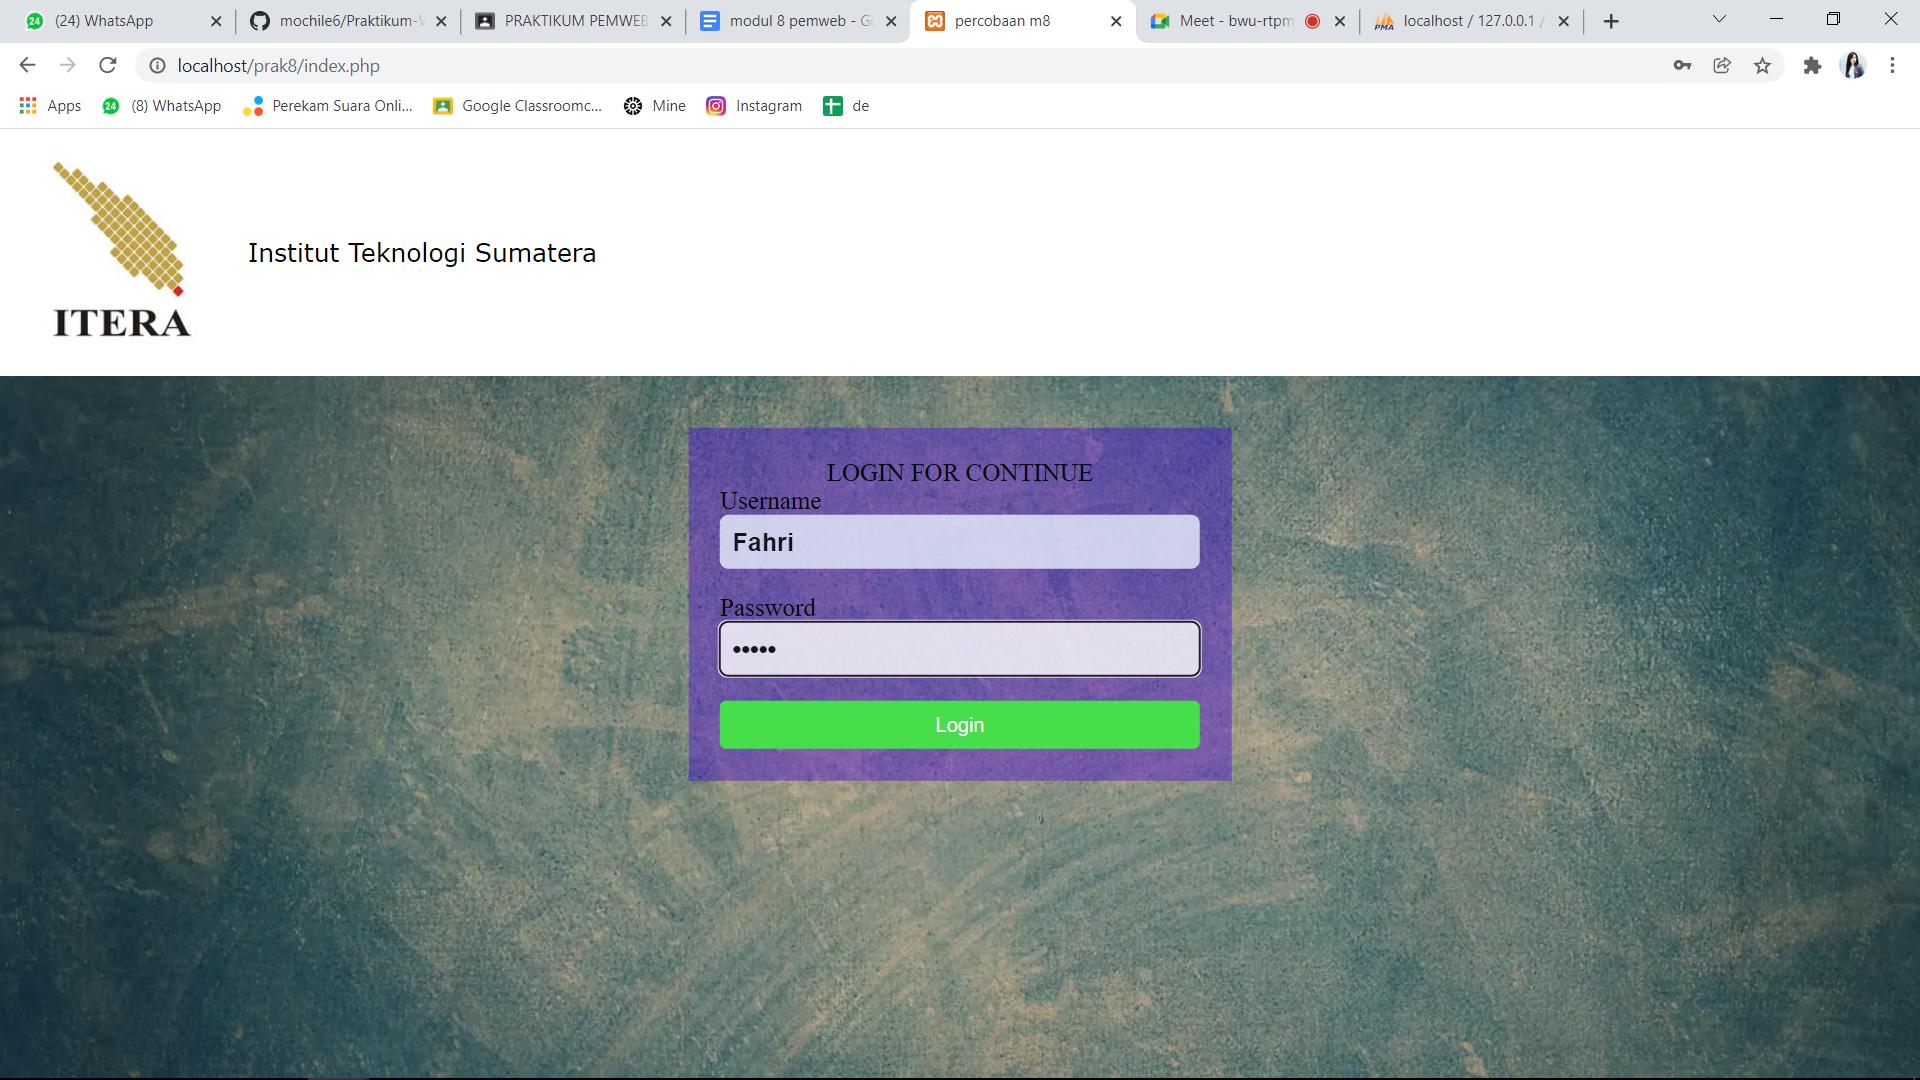 (24) WhatsApp
mochile6/Praktikum-W
PRAKTIKUM PEMWEB
modul 8 pemweb - Go
percobaan m8
Meet - bwu-rtpm
localhost / 127.0.0.1 /
localhost/prak8/index.php
Apps
(8) WhatsApp
Perekam Suara Onli...
Google Classroomc...
Mine
Instagram
de
ITERA
Institut Teknologi Sumatera
LOGIN FOR CONTINUE
Username
Fahri
Password
•••••
Login